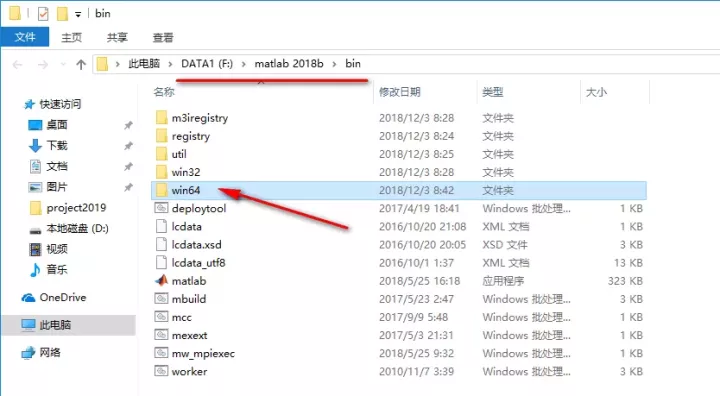 bin
文件 主页 共享 查看
此电脑 > DATA1 (F:) > matlab 2018b > bin
名称 修改日期 类型 大小
快速访问
桌面
下载
文档
图片
project2019
本地磁盘 (D:)
视频
音乐
OneDrive
此电脑
网络
m3iregistry 2018/12/3 8:28 文件夹
registry 2018/12/3 8:24 文件夹
util 2018/12/3 8:25 文件夹
win32 2018/12/3 8:28 文件夹
win64 2018/12/3 8:42 文件夹
deploytool 2017/4/19 18:41 Windows 批处理... 1 KB
lcdata 2016/10/20 21:08 XML 文档 1 KB
lcdata.xsd 2016/10/20 20:05 XSD 文件 3 KB
lcdata_utf8 2016/10/1 1:37 XML 文档 13 KB
matlab 2018/5/25 16:18 应用程序 323 KB
mbuild 2017/5/23 2:47 Windows 批处理... 3 KB
mcc 2017/9/9 5:48 Windows 批处理... 1 KB
mexext 2017/5/3 21:31 Windows 批处理... 2 KB
mw_mpiexec 2018/5/25 9:32 Windows 批处理... 2 KB
worker 2010/11/7 3:39 Windows 批处理... 3 KB